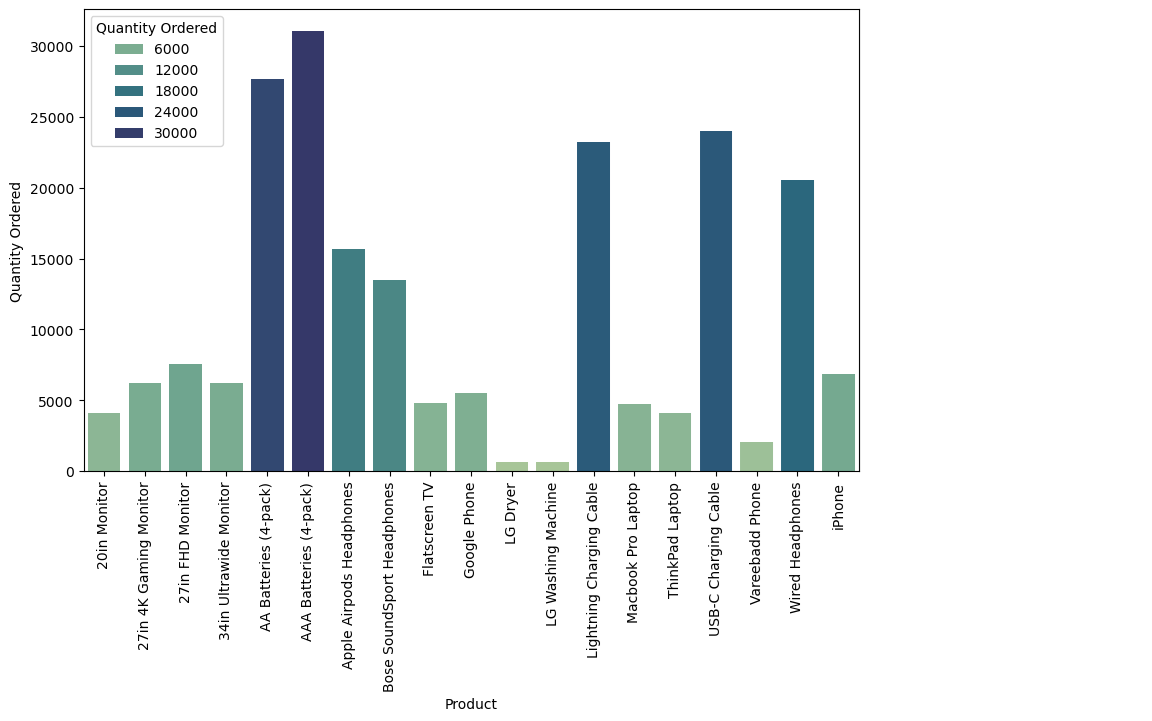 Quantity Ordered
6000
12000
18000
24000
30000
30000
25000
20000
15000
10000
5000
0
Quantity Ordered
20in Monitor
27in 4K Gaming Monitor
27in FHD Monitor
34in Ultrawide Monitor
AA Batteries (4-pack)
AAA Batteries (4-pack)
Apple Airpods Headphones
Bose SoundSport Headphones
Flatscreen TV
Google Phone
LG Dryer
LG Washing Machine
Lightning Charging Cable
Macbook Pro Laptop
ThinkPad Laptop
USB-C Charging Cable
Vareebadd Phone
Wired Headphones
iPhone
Product